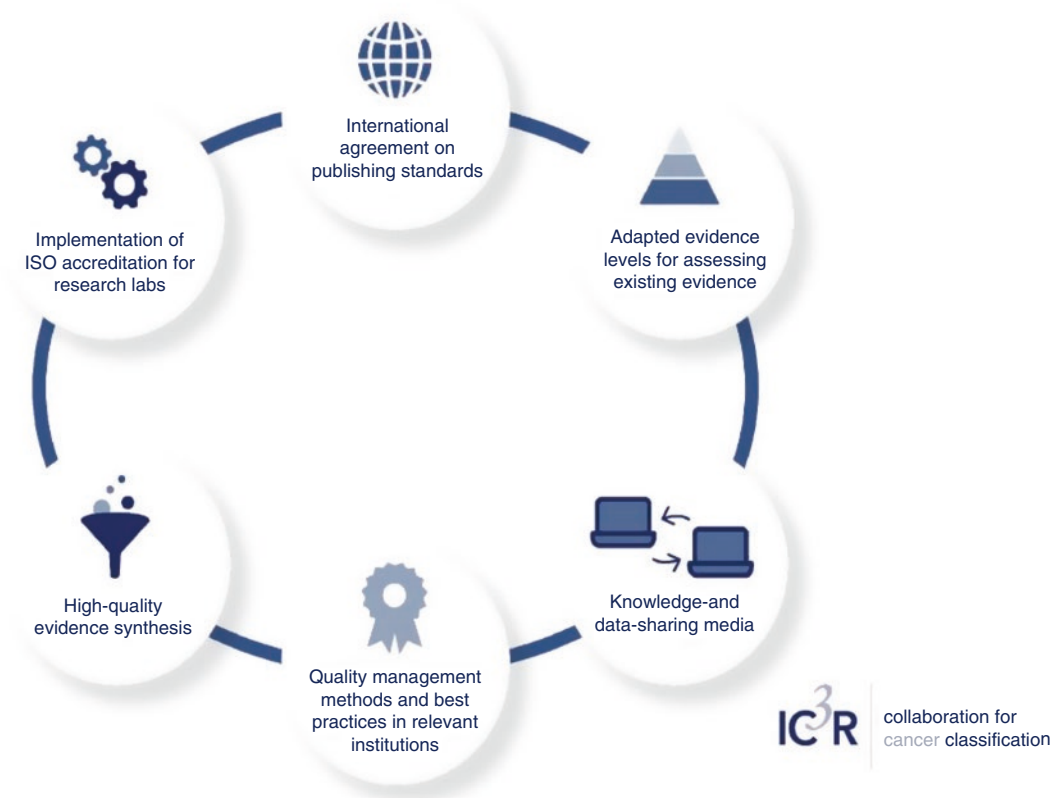 International
agreement on
publishing standards
Adapted evidence
levels for assessing
existing evidence
Knowledge-and
data-sharing media
Quality management
methods and best
practices in relevant
institutions
High-quality
evidence synthesis
Implementation of
ISO accreditation for
research labs
IC3R
collaboration for
cancer classification